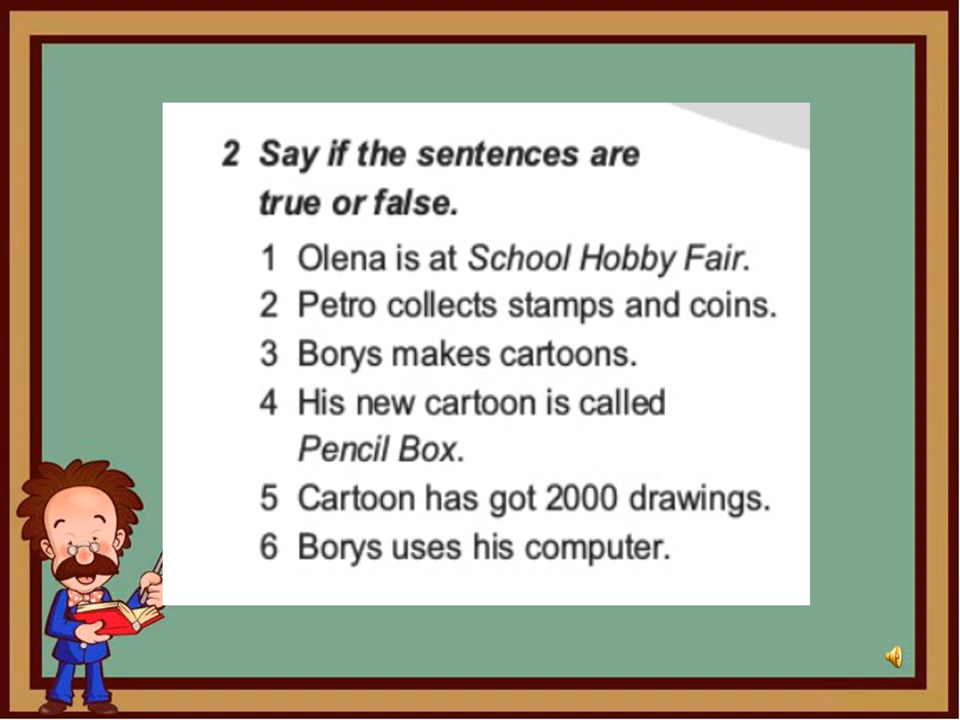 2 Say if the sentences are
true or false.
1 Olena is at School Hobby Fair.
2 Petro collects stamps and coins.
3 Borys makes cartoons.
4 His new cartoon is called
Pencil Box.
5 Cartoon has got 2000 drawings.
6 Borys uses his computer.